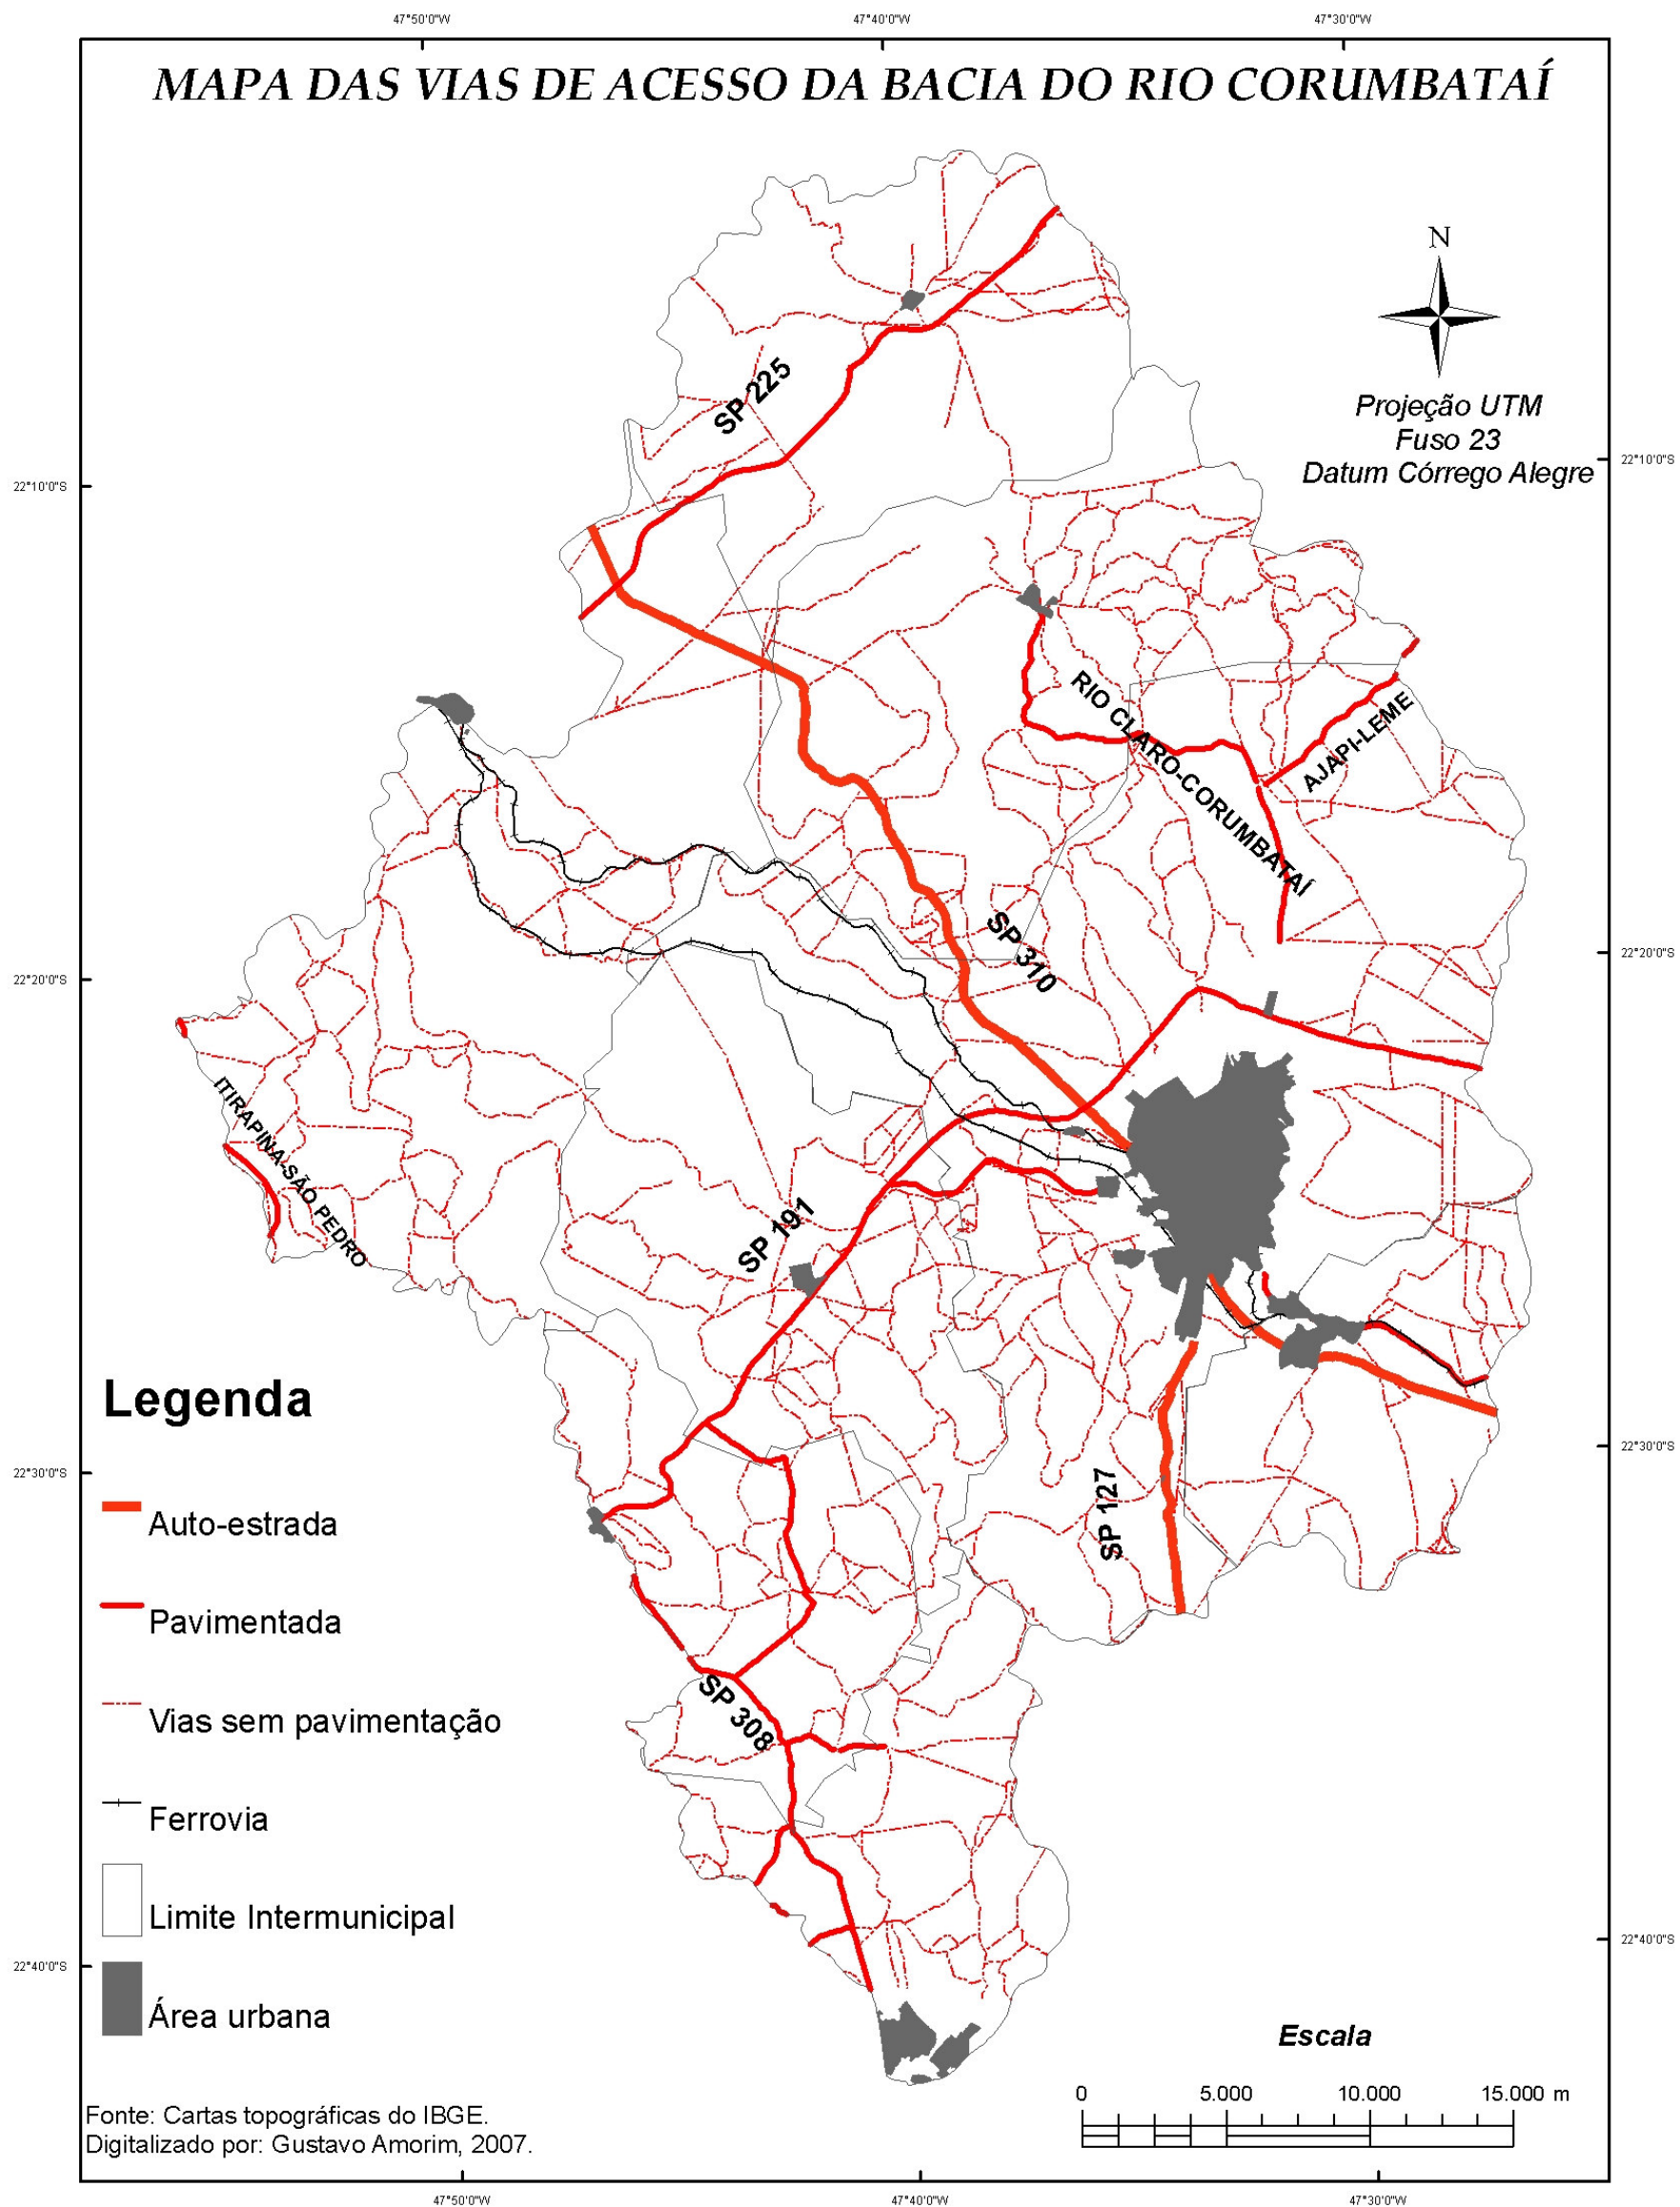 47°50'0"W
47°40'0"W
47°30'0"W
MAPA DAS VIAS DE ACESSO DA BACIA DO RIO CORUMBATAÍ
N
Projeção UTM
Fuso 23
Datum Córrego Alegre
SP 225
22°10'0"S
22°10'0"S
RIO CLARO-CORUMBATAÍ
AJAPI-LEME
SP 310
22°20'0"S
22°20'0"S
ITIRAPINA-SÃO PEDRO
SP 191
Legenda
22°30'0"S
22°30'0"S
SP 127
Auto-estrada
Pavimentada
SP 308
Vias sem pavimentação
Ferrovia
Limite Intermunicipal
22°40'0"S
22°40'0"S
Área urbana
Escala
0 5.000 10.000 15.000 m
Fonte: Cartas topográficas do IBGE.
Digitalizado por: Gustavo Amorim, 2007.
47°50'0"W
47°40'0"W
47°30'0"W